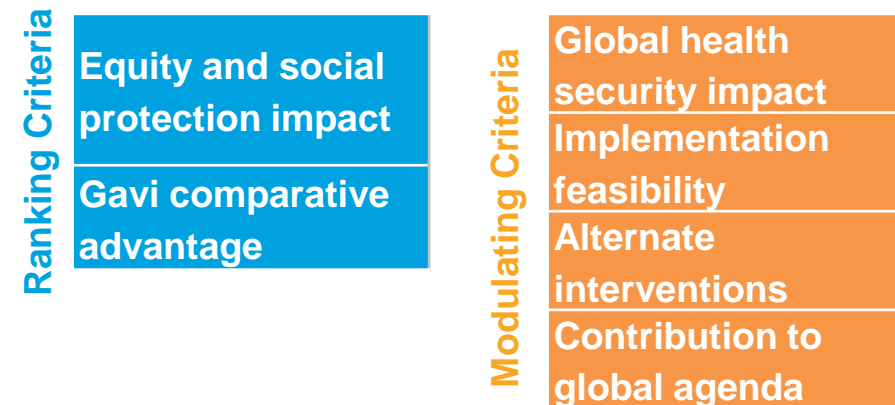 Ranking Criteria
Equity and social
protection impact
Gavi comparative
advantage
Modulating Criteria
Global health
security impact
Implementation
feasibility
Alternate
interventions
Contribution to
global agenda